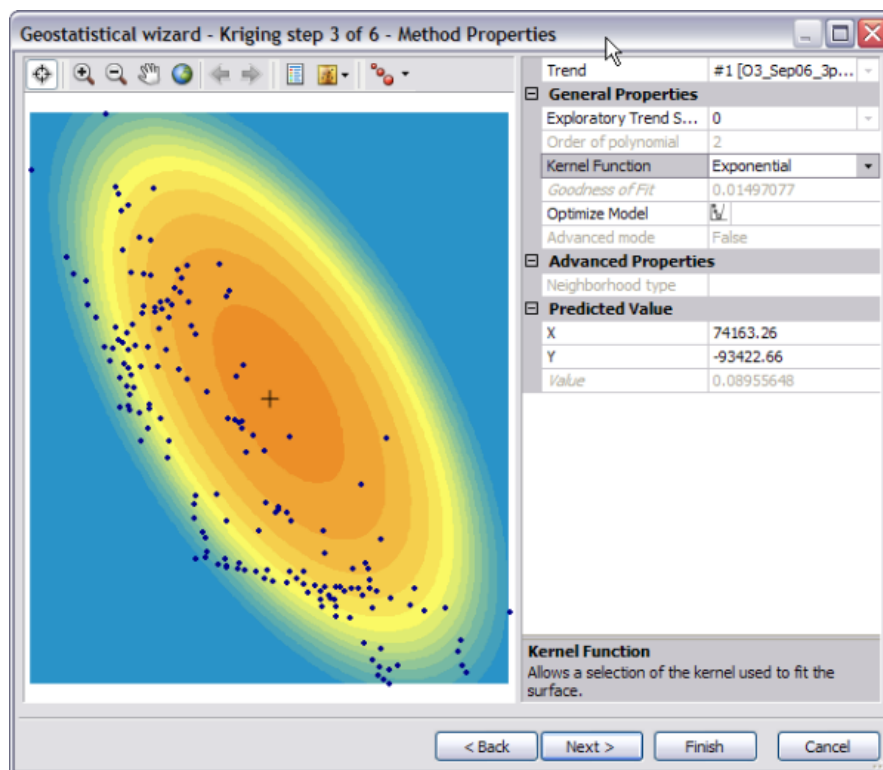 Geostatistical wizard - Kriging step 3 of 6 - Method Properties
Trend #1 [O3_Sep06_3p...
General Properties
Exploratory Trend S... 0
Order of polynomial 2
Kernel Function Exponential
Goodness of Fit 0.01497077
Optimize Model
Advanced mode False
Advanced Properties
Neighborhood type
Predicted Value
X 74163.26
Y -93422.66
Value 0.08955648
Kernel Function
Allows a selection of the kernel used to fit the
surface.
< Back Next > Finish Cancel